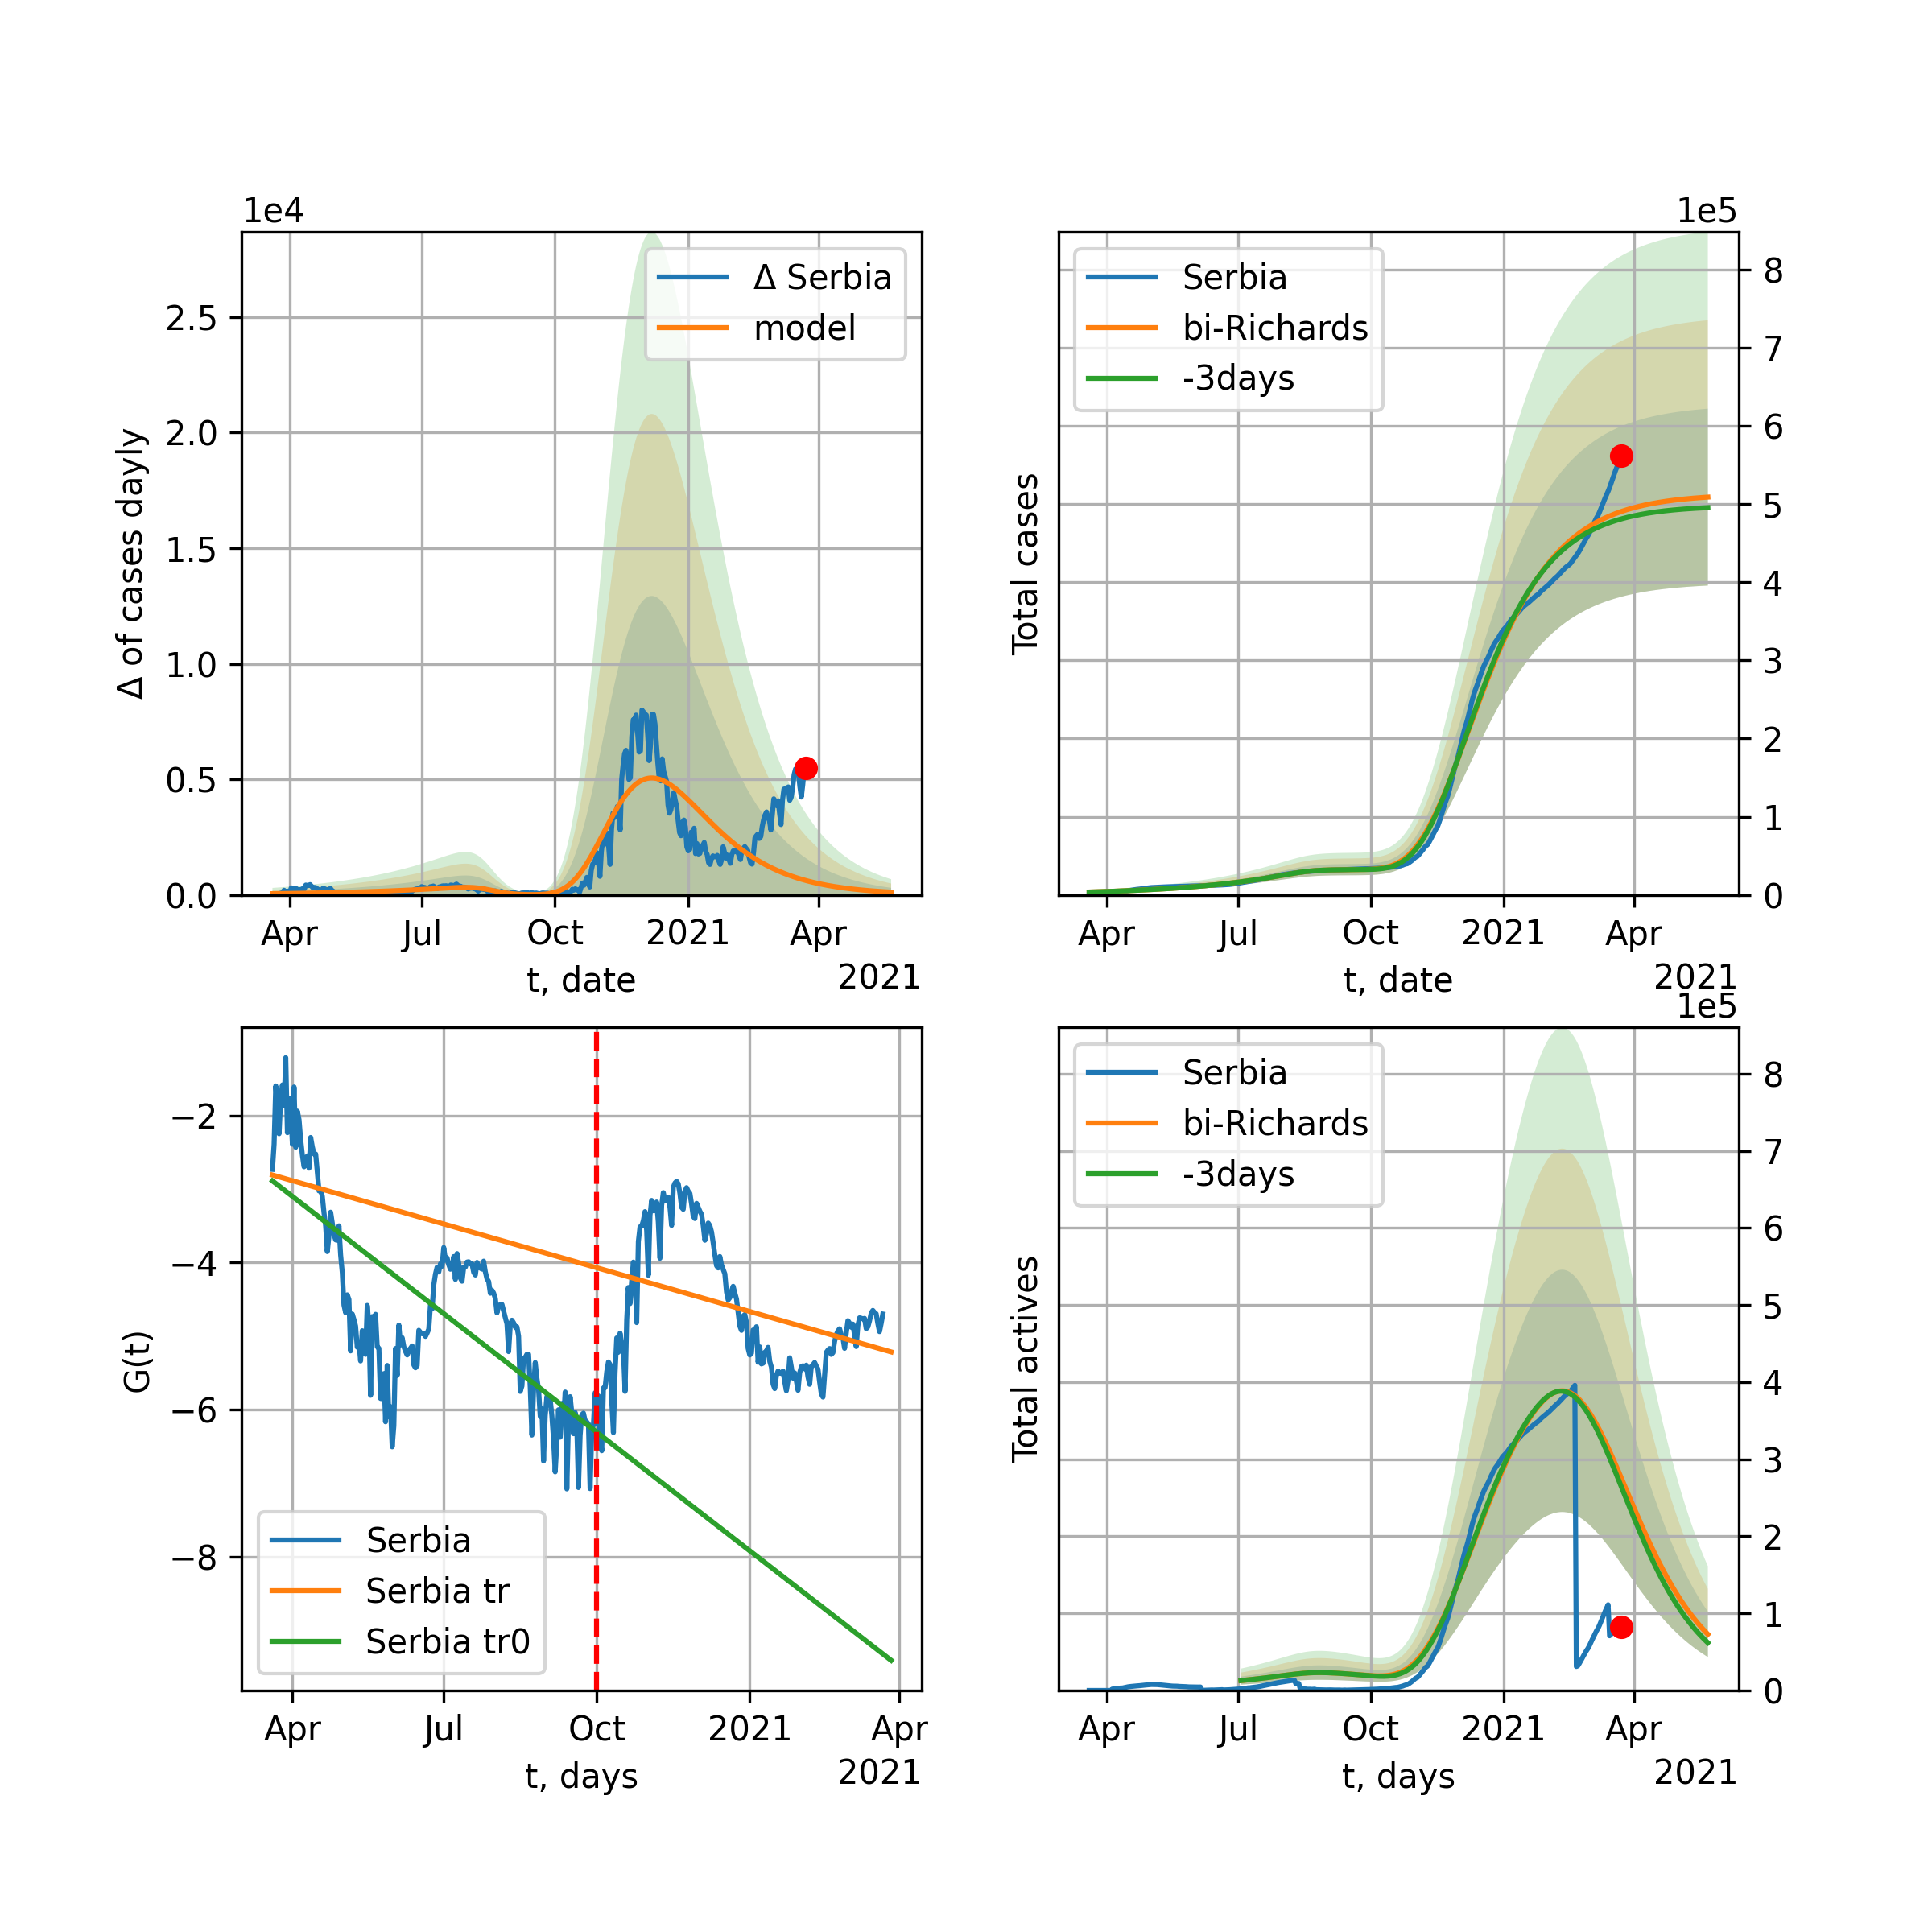 1e4
Δ of cases dayly
2.5
2.0
1.5
1.0
0.5
0.0
Δ Serbia
model
Apr Jul Oct 2021 Apr
t, date
2021
1e5
Total cases
Serbia
bi-Richards
-3days
8
7
6
5
4
3
2
1
0
Apr Jul Oct 2021 Apr
t, date
2021
G(t)
−2
−4
−6
−8
Serbia
Serbia tr
Serbia tr0
Apr Jul Oct 2021 Apr
t, days
2021
1e5
Total actives
Serbia
bi-Richards
-3days
8
7
6
5
4
3
2
1
0
Apr Jul Oct 2021 Apr
t, days
2021